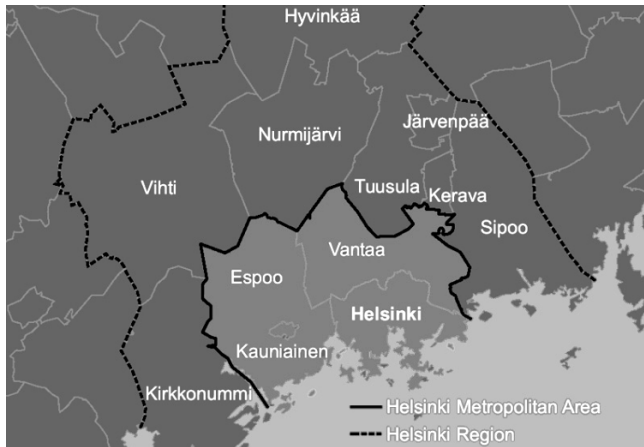 Hyvinkää
Järvenpää
Nurmijärvi
Vihti
Tuusula
Kerava
Sipoo
Vantaa
Espoo
Helsinki
Kauniainen
Kirkkonummi
Helsinki Metropolitan Area
Helsinki Region